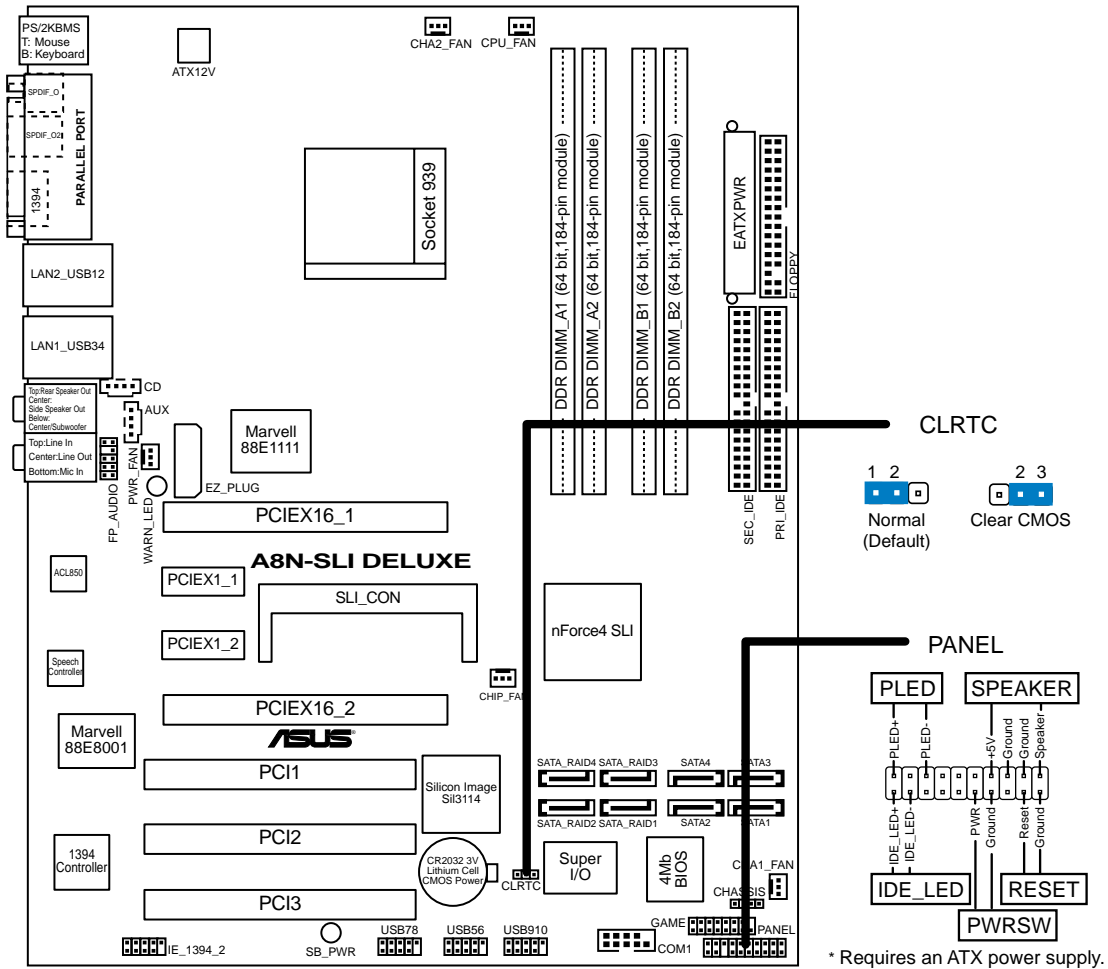 PS/2KBMS
T: Mouse
B: Keyboard
ATX12V
CHA2_FAN
CPU_FAN
SPDIF_O
SPDIF_O2
1394
PARALLEL PORT
Socket 939
DDR DIMM_A1 (64 bit,184-pin module)
DDR DIMM_A2 (64 bit,184-pin module)
DDR DIMM_B1 (64 bit,184-pin module)
DDR DIMM_B2 (64 bit,184-pin module)
EATXPWR
FLOPPY
LAN2_USB12
LAN1_USB34
Top:Rear Speaker Out
Center:
Side Speaker Out
Below:
Center/Subwoofer
Top:Line In
Center:Line Out
Bottom:Mic In
CD
AUX
PWR_FAN
FP_AUDIO
WARN_LED
EZ_PLUG
Marvell
88E1111
SEC_IDE
PRI_IDE
CLRTC
1 2
Normal
(Default)
2 3
Clear CMOS
PCIEX16_1
A8N-SLI DELUXE
ACL850
PCIEX1_1
SLI_CON
nForce4 SLI
PCIEX1_2
Speech
Controller
CHIP_FAN
PCIEX16_2
Marvell
88E8001
ASUS
PANEL
PLED
SPEAKER
PLED+
PLED-
+5V
Ground
Ground
Speaker
IDE_LED+
IDE_LED-
PWR
Ground
Reset
Ground
IDE_LED
RESET
PWRSW
* Requires an ATX power supply.
PCI1
Silicon Image
Sil3114
SATA_RAID4
SATA_RAID3
SATA4
SATA3
SATA_RAID2
SATA_RAID1
SATA2
SATA1
PCI2
1394
Controller
CR2032 3V
Lithium Cell
CMOS Power
CLRTC
Super
I/O
4Mb
BIOS
CHA1_FAN
CHASSIS
PCI3
GAME
PANEL
IE_1394_2
SB_PWR
USB78
USB56
USB910
COM1